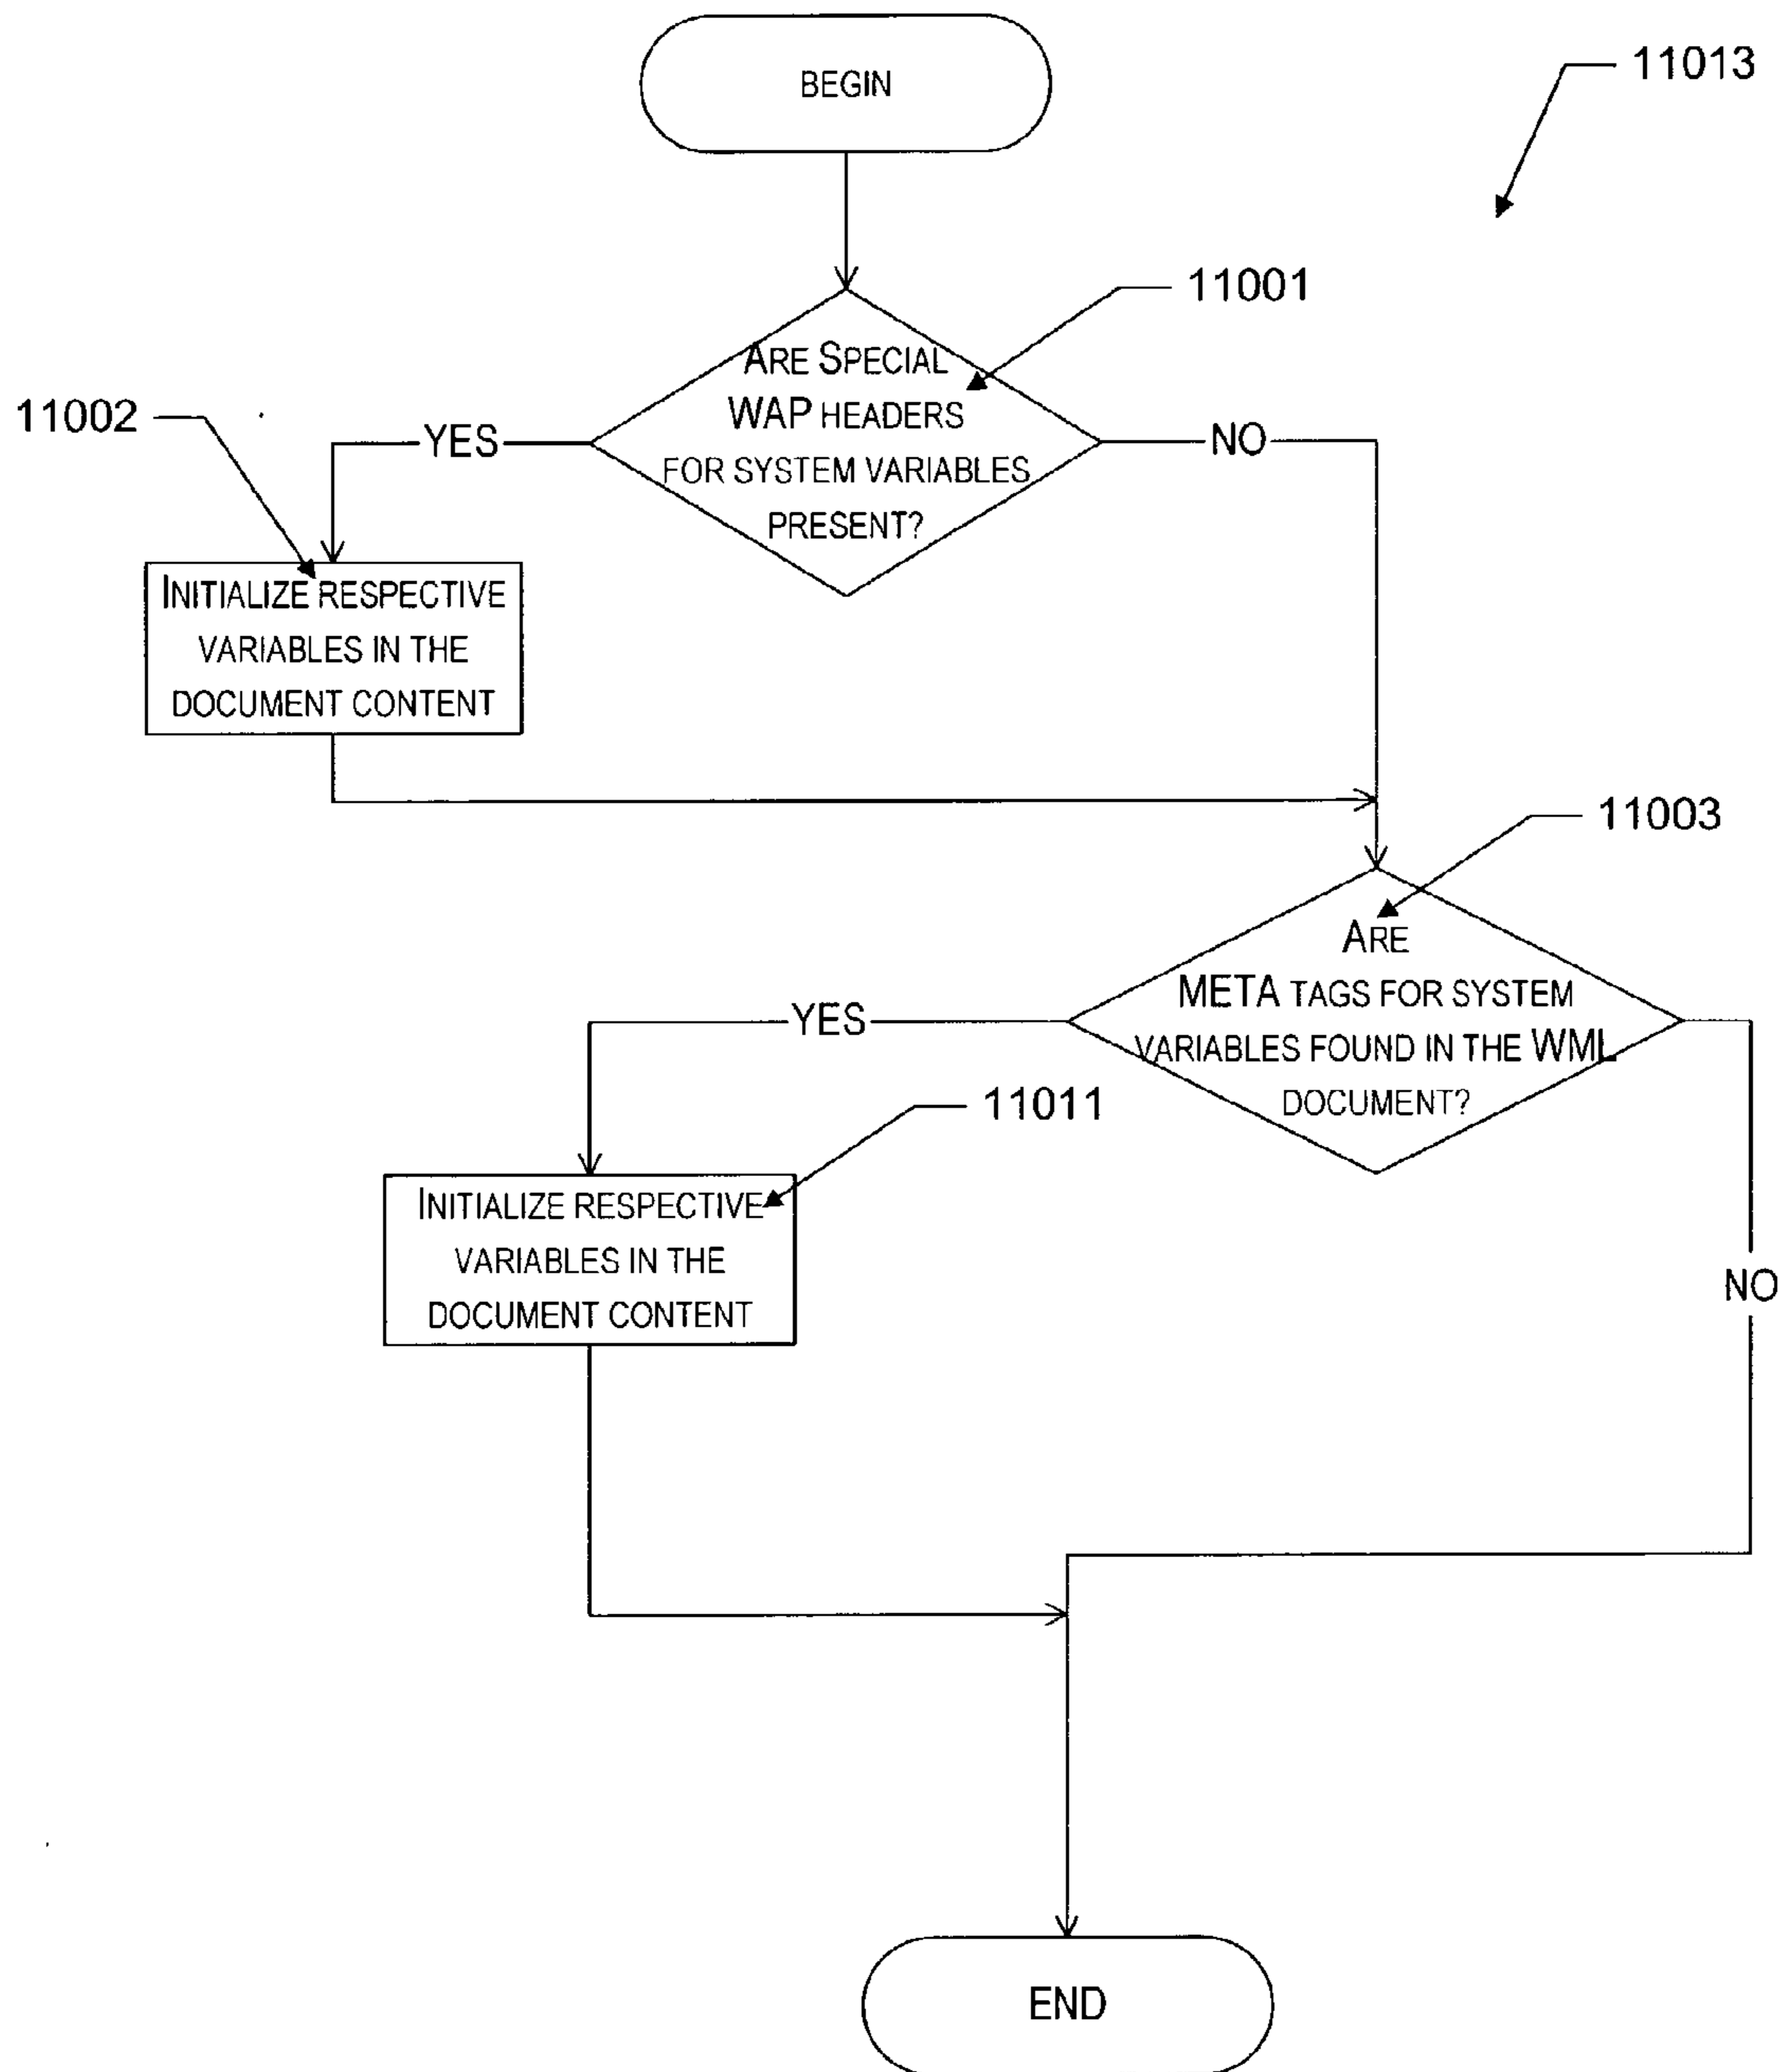 BEGIN
11013
11001
ARE SPECIAL
WAP HEADERS
FOR SYSTEM VARIABLES
PRESENT?
11002
YES
NO
INITIALIZE RESPECTIVE
VARIABLES IN THE
DOCUMENT CONTENT
11003
ARE
META TAGS FOR SYSTEM
VARIABLES FOUND IN THE WML
DOCUMENT?
YES
11011
INITIALIZE RESPECTIVE
VARIABLES IN THE
DOCUMENT CONTENT
NO
END